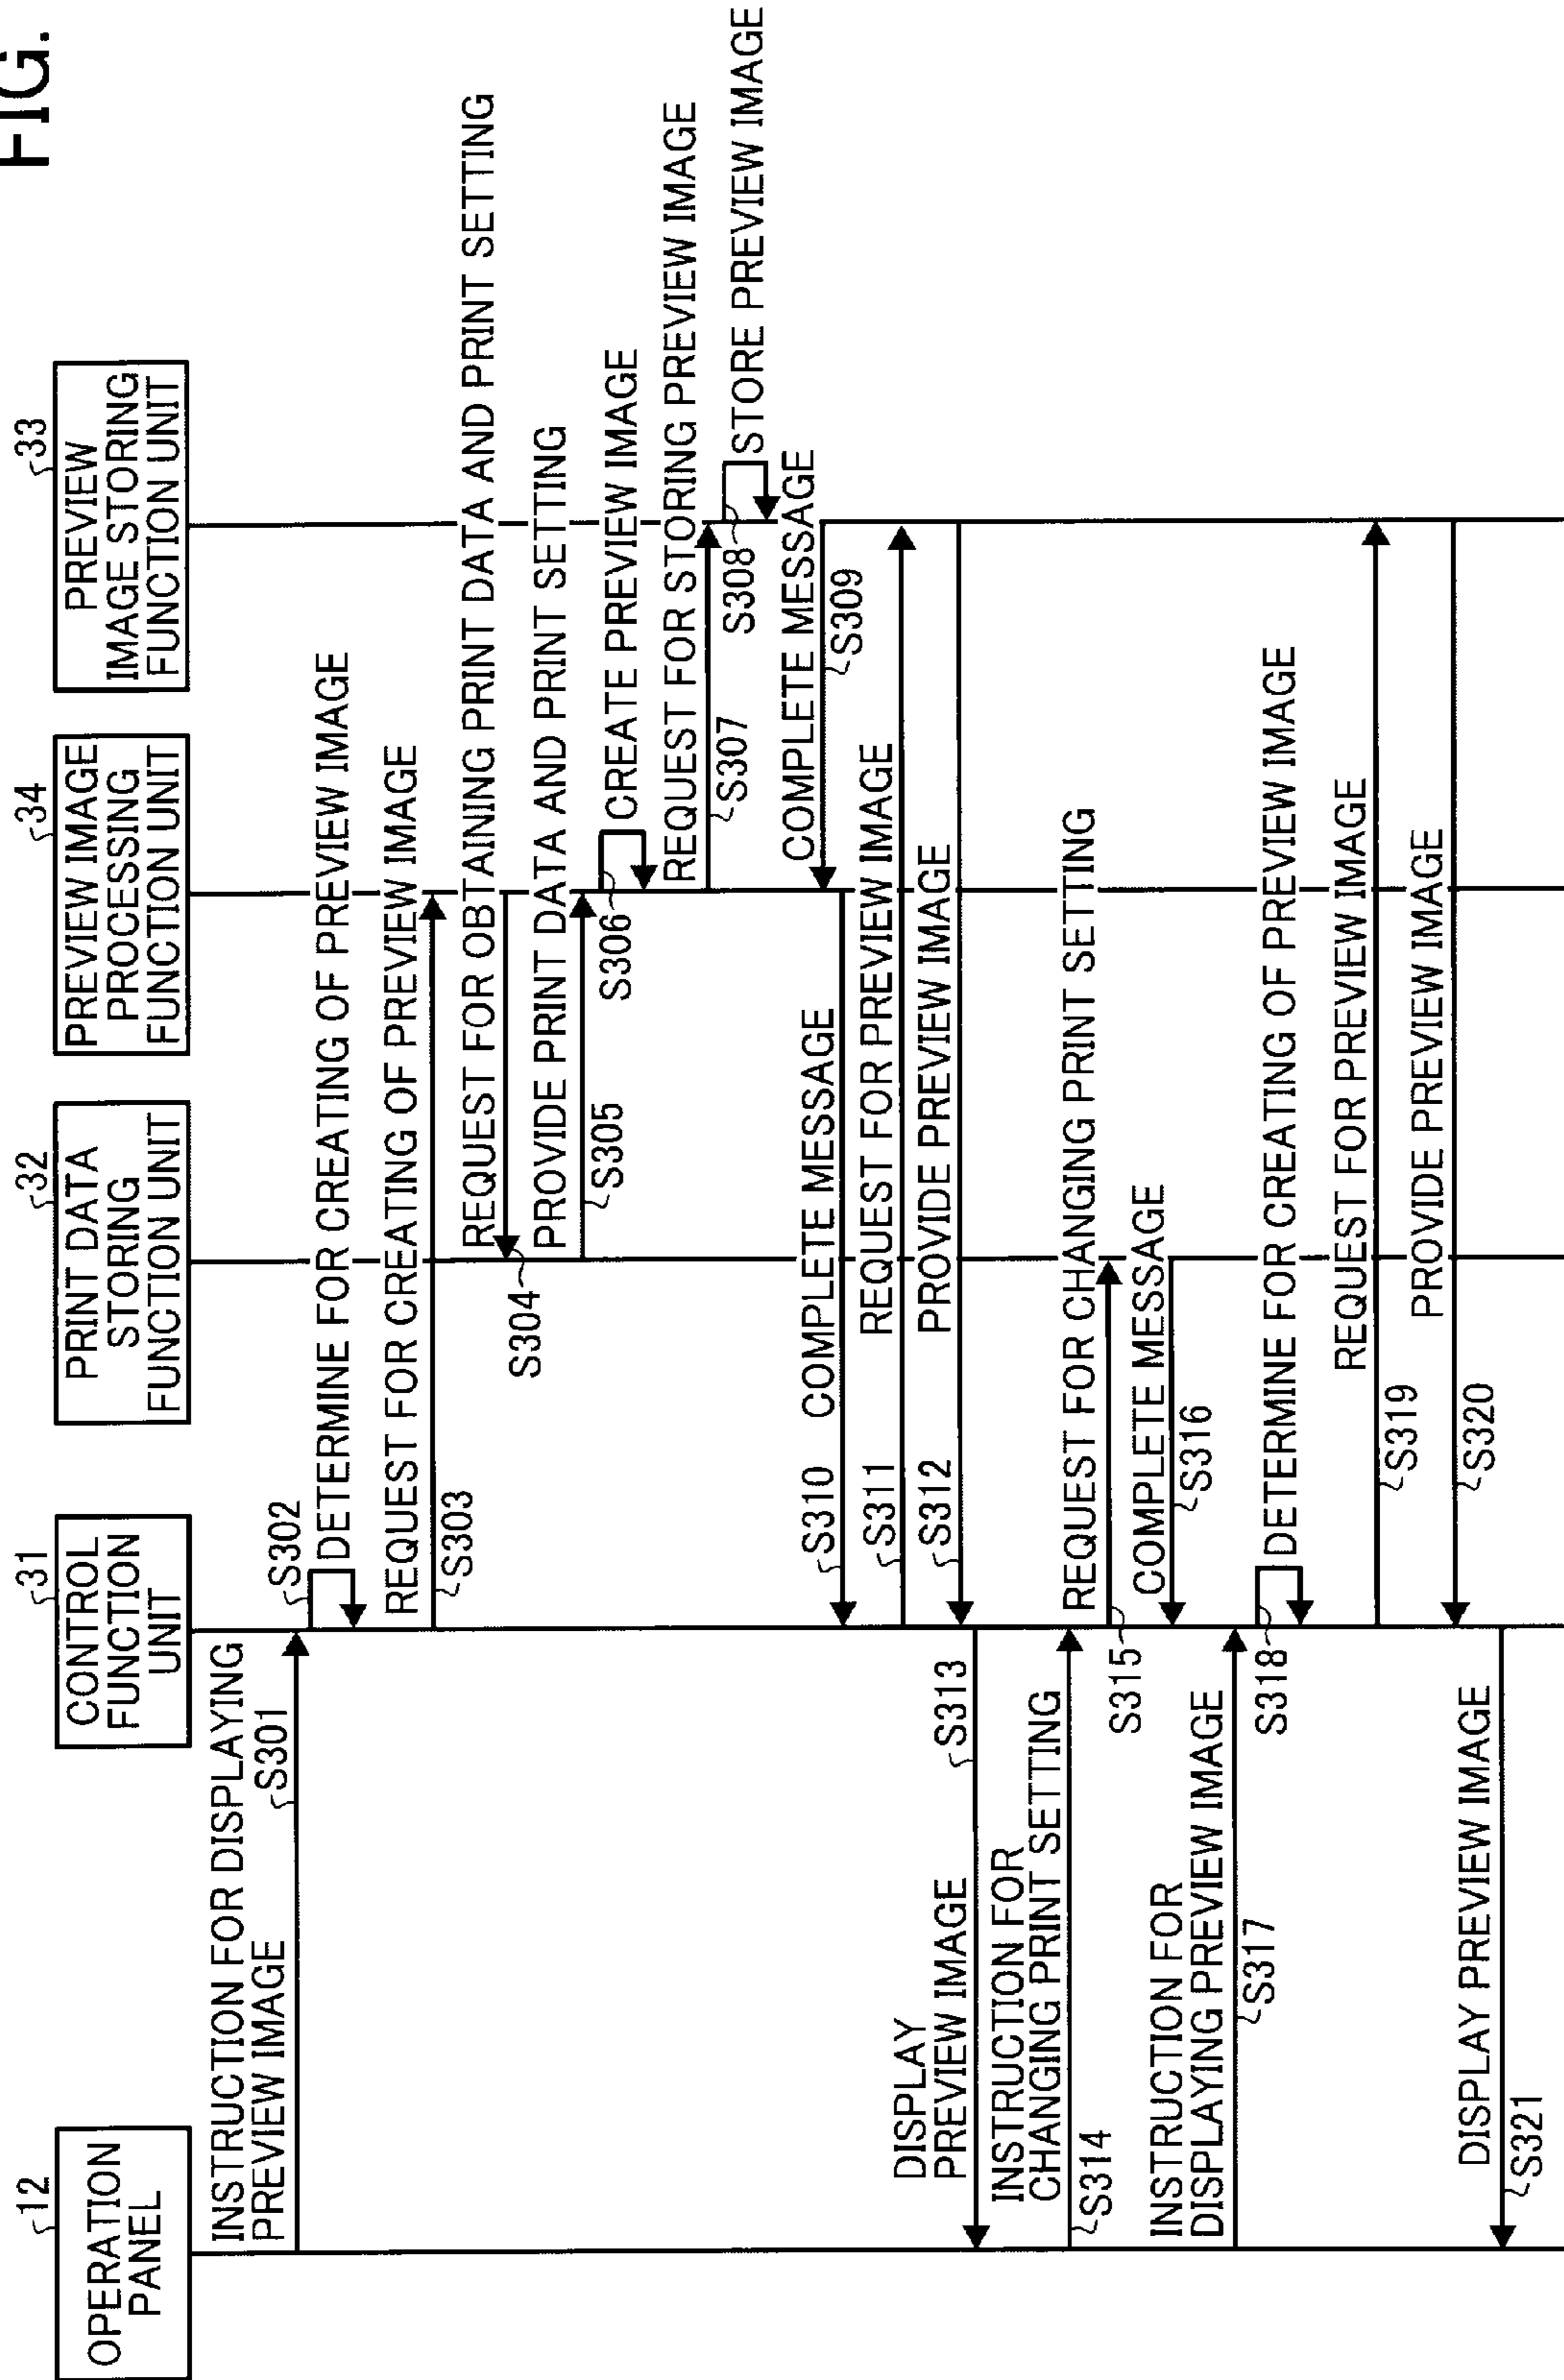 FIG.
12
OPERATION
PANEL
31
CONTROL
FUNCTION
UNIT
32
PRINT DATA
STORING
FUNCTION UNIT
34
PREVIEW IMAGE
PROCESSING
FUNCTION UNIT
33
PREVIEW
IMAGE STORING
FUNCTION UNIT
INSTRUCTION FOR DISPLAYING
PREVIEW IMAGE
S301
S302
DETERMINE FOR CREATING OF PREVIEW IMAGE
REQUEST FOR CREATING OF PREVIEW IMAGE
S303
REQUEST FOR OBTAINING PRINT DATA AND PRINT SETTING
S304
PROVIDE PRINT DATA AND PRINT SETTING
S305
CREATE PREVIEW IMAGE
S306
REQUEST FOR STORING PREVIEW IMAGE
S307
STORE PREVIEW IMAGE
S308
COMPLETE MESSAGE
S309
S310
COMPLETE MESSAGE
REQUEST FOR PREVIEW IMAGE
S311
PROVIDE PREVIEW IMAGE
S312
DISPLAY
PREVIEW IMAGE
S313
INSTRUCTION FOR
CHANGING PRINT SETTING
S314
REQUEST FOR CHANGING PRINT SETTING
S315
COMPLETE MESSAGE
S316
INSTRUCTION FOR
DISPLAYING PREVIEW IMAGE
S317
S318
DETERMINE FOR CREATING OF PREVIEW IMAGE
REQUEST FOR PREVIEW IMAGE
S319
PROVIDE PREVIEW IMAGE
S320
DISPLAY PREVIEW IMAGE
S321